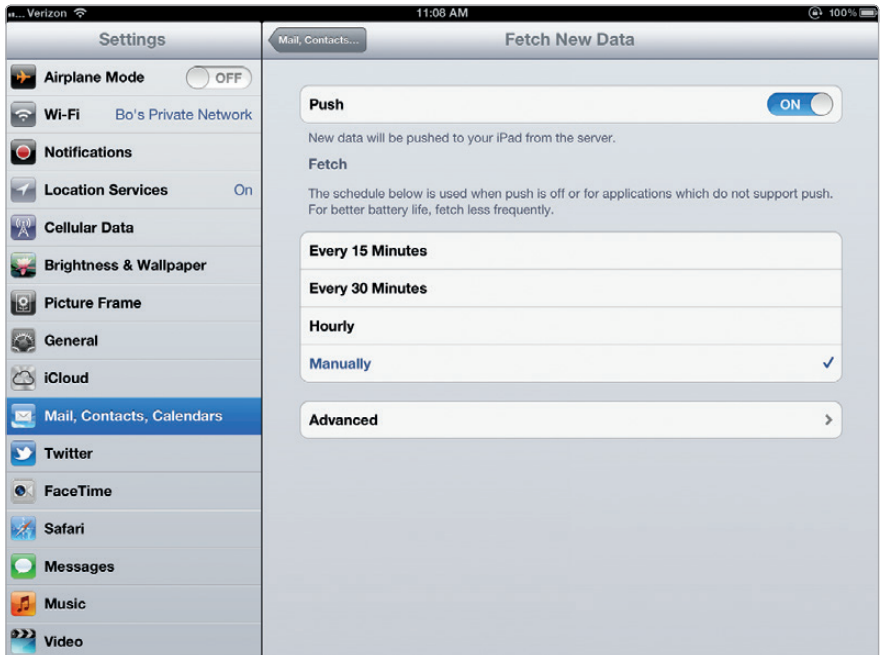 Verizon
11:08 AM
100%
Settings
Mail, Contacts...
Fetch New Data
Airplane Mode OFF
Wi-Fi Bo's Private Network
Notifications
Location Services On
Cellular Data
Brightness & Wallpaper
Picture Frame
General
iCloud
Mail, Contacts, Calendars
Twitter
FaceTime
Safari
Messages
Music
Video
Push ON
New data will be pushed to your iPad from the server.
Fetch
The schedule below is used when push is off or for applications which do not support push.
For better battery life, fetch less frequently.
Every 15 Minutes
Every 30 Minutes
Hourly
Manually
Advanced